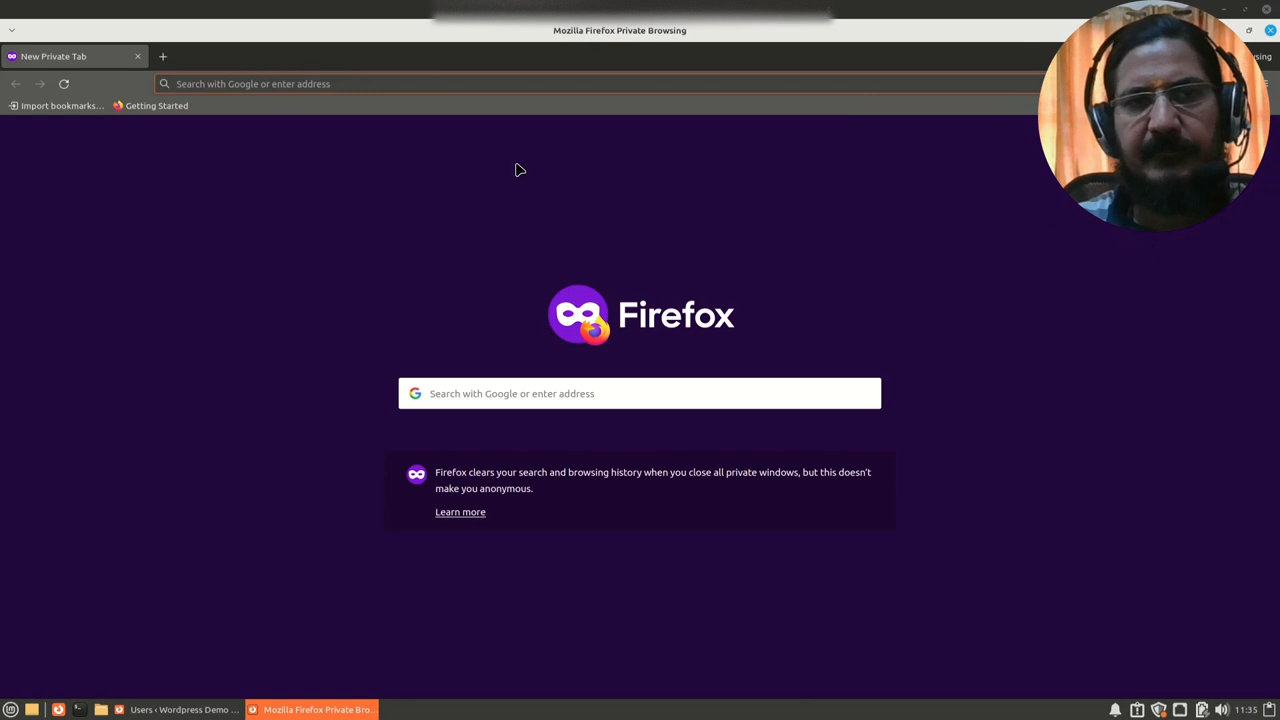 Mozilla Firefox Private Browsing
New Private Tab
sing
Search with Google or enter address
Import bookmarks…
Getting Started
Firefox
Search with Google or enter address
Firefox clears your search and browsing history when you close all private windows, but this doesn’t
make you anonymous.
Learn more
Users ‹ Wordpress Demo …
Mozilla Firefox Private Bro…
11:35